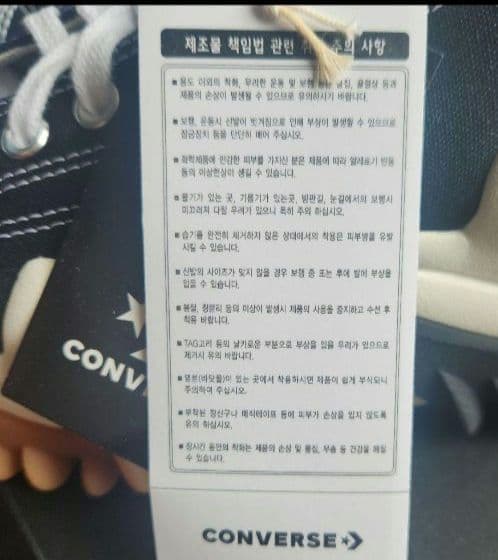 제조물 책임법 관련 주의 사항
■ 용도 이외의 착화, 무리한 운동 및 보행 끌림 등과
제품의 손상이 발생될 수 있으므로 유의하시기 바랍니다.
■ 보행, 운동시 신발이 벗겨짐으로 인해 부상이 발생될 수 있으므로
잠금장치 등을 단단히 매어 주십시오.
■ 화학제품에 민감한 피부를 가지신 분은 제품에 따라 알레르기 반응
등의 이상현상이 생길 수 있습니다.
■ 물기가 있는 곳, 기름기가 있는곳, 빙판길, 눈길에서의 보행시
미끄러져 다칠 우려가 있으니 특히 주의 하십시오.
■ 습기를 완전히 제거하지 않은 상태에서의 착용은 피부병을 유발
시킬 수 있습니다.
■ 신발의 사이즈가 맞지 않을 경우 보행 중 또는 후에 발에 부상을
입을 수 있습니다.
■ 봉절, 창분리 등의 이상이 발생시 제품의 사용을 중지하고 수선 후
착용 바랍니다.
■ TAG고리 등의 날카로운 부분으로 부상을 입을 우려가 있으므로
제거시 유의 바랍니다.
■ 염분(바닷물)이 있는 곳에서 착용하시면 제품이 쉽게 부식되니
주의하여 주십시오.
■ 부착된 장신구나 매직테이프 등에 피부가 손상을 입지 않도록
유의 하십시오.
■ 장시간 동안의 착화는 제품의 손상 및 물집, 무좀 등 건강을 해칠
수 있습니다.
CONV
CONVERSE